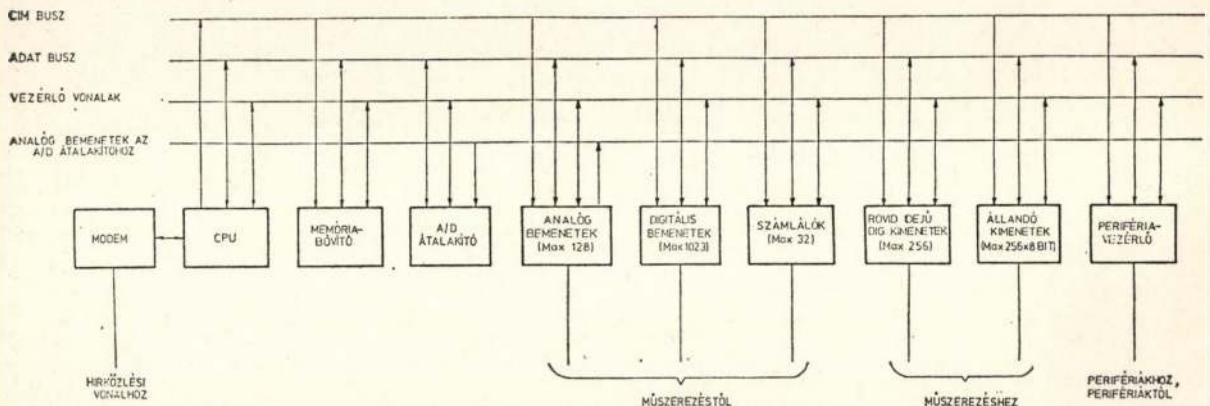 CIM BUSZ
ADAT BUSZ
VEZÉRLŐ VONALAK
ANALÓG BEMENETEK AZ
A/D ÁTALAKÍTÓHOZ
MODEM
CPU
MEMÓRIA-
BŐVÍTŐ
A/D
ÁTALAKÍTÓ
ANALÓG
BEMENETEK
(Max 128)
DIGITÁLIS
BEMENETEK
(Max 1023)
SZÁMLÁLÓK
(Max 32)
RÖVID IDEJŰ
DIG. KIMENETEK
(Max 256)
ÁLLANDÓ
KIMENETEK
(Max 256x8 BIT)
PERIFÉRIA-
VEZÉRLŐ
HIRKÖZLÉSI
VONALHOZ
MŰSZEREZÉSTŐL
MŰSZEREZÉSHEZ
PERIFÉRIÁKHOZ,
PERIFÉRIÁKTÓL